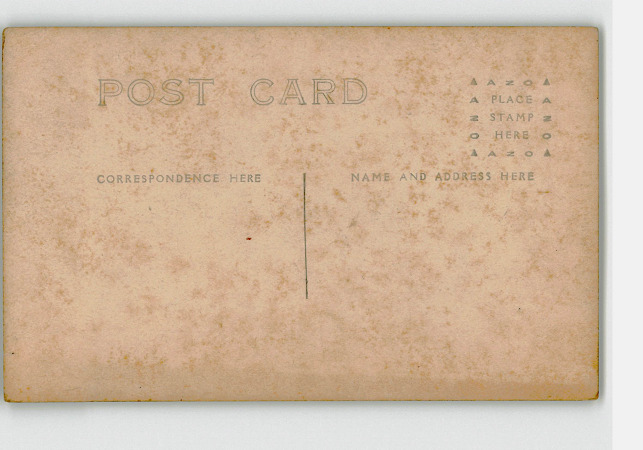 POST CARD
▲ A Z O ▲
A PLACE A
Z STAMP Z
O HERE O
▲ A Z O ▲
CORRESPONDENCE HERE
NAME AND ADDRESS HERE